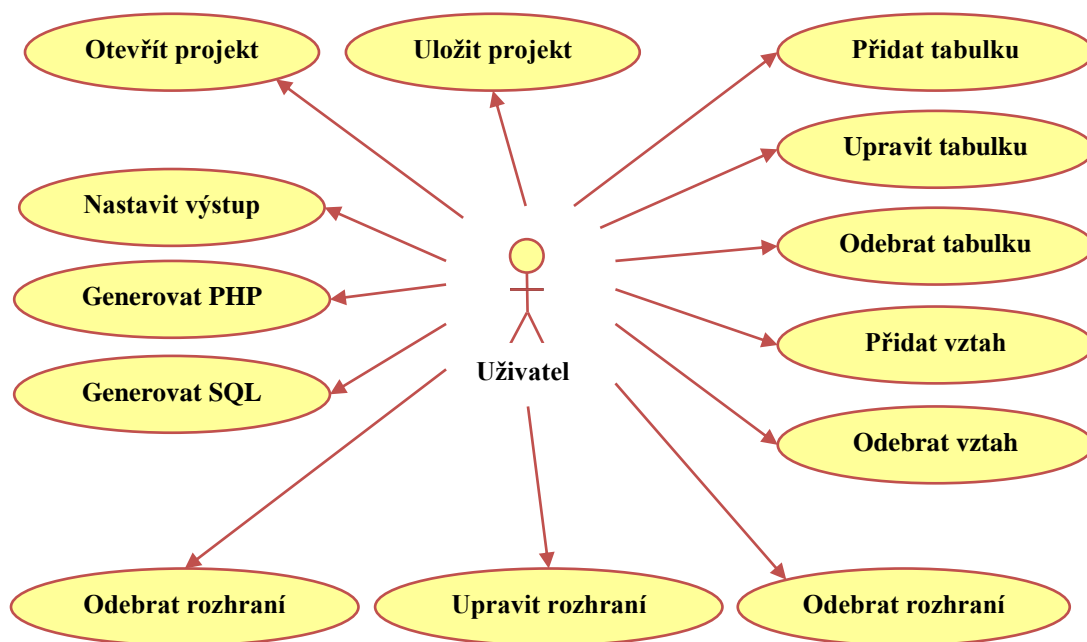 Otevřít projekt
Uložit projekt
Přidat tabulku
Upravit tabulku
Nastavit výstup
Odebrat tabulku
Generovat PHP
Přidat vztah
Uživatel
Generovat SQL
Odebrat vztah
Odebrat rozhraní
Upravit rozhraní
Odebrat rozhraní